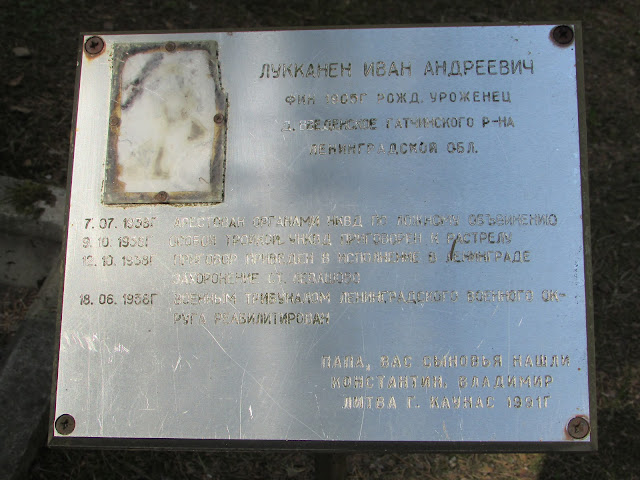 ЛУККАНЕН ИВАН АНДРЕЕВИЧ
ФИН РОЖД. УРОЖЕНЕЦ
Д. ВВЕДЕНСКОЕ ГАТЧИНСКОГО Р-НА
ЛЕНИНГРАДСКОЙ ОБЛ.
7.07.1938Г АРЕСТОВАН ОРГАНАМИ НКВД ПО ЛОЖНОМУ ОБВИНЕНИЮ
9.10.1938Г ОСОБОЙ ТРОЙКОЙ УНКВД ПРИГОВОРЕН К РАССТРЕЛУ
12.10.1938Г ПРИГОВОР ПРИВЕДЕН В ИСПОЛНЕНИЕ В ЛЕНИНГРАДЕ
ЗАХОРОНЕНИЕ СТ. ЛЕВАШОВО
18.06.1958Г ВОЕННЫМ ТРИБУНАЛОМ ЛЕНИНГРАДСКОГО ВОЕННОГО ОК-
РУГА РЕАБИЛИТИРОВАН
ПАПА, ВАС СЫНОВЬЯ НАШЛИ
КОНСТАНТИН, ВЛАДИМИР
ЛИТВА Г. КАУНАС 1991Г